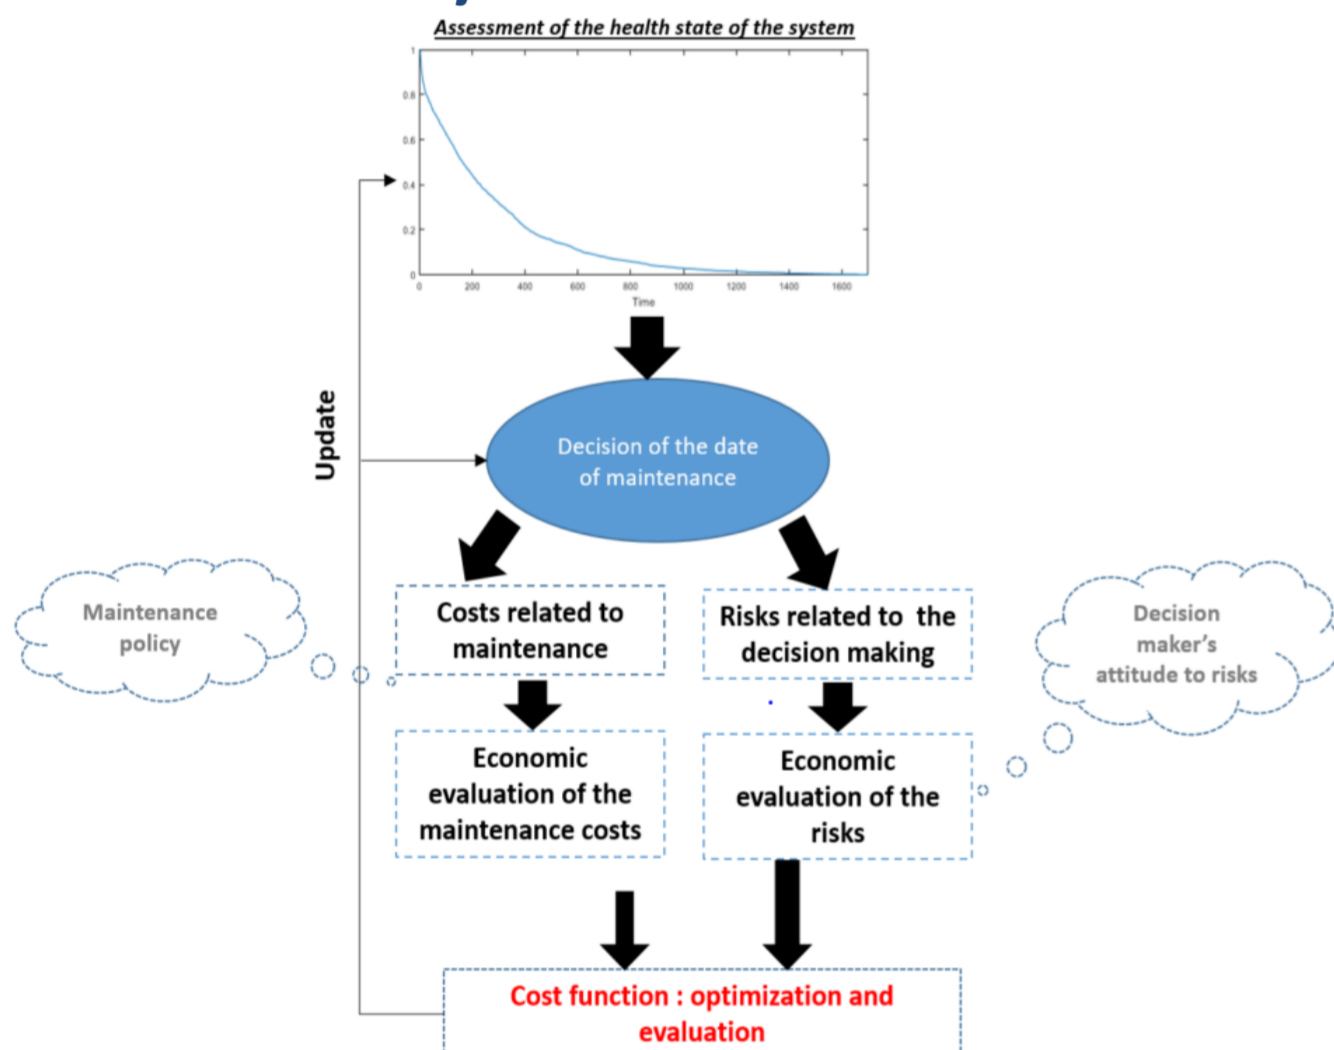 Assessment of the health state of the system
1
0.8
0.6
0.4
0.2
0
0 200 400 600 800 1000 1200 1400 1600
Time
Update
Decision of the date
of maintenance
Maintenance
policy
Costs related to
maintenance
Risks related to the
decision making
Decision
maker's
attitude to risks
Economic
evaluation of the
maintenance costs
Economic
evaluation of the
risks
Cost function : optimization and
evaluation